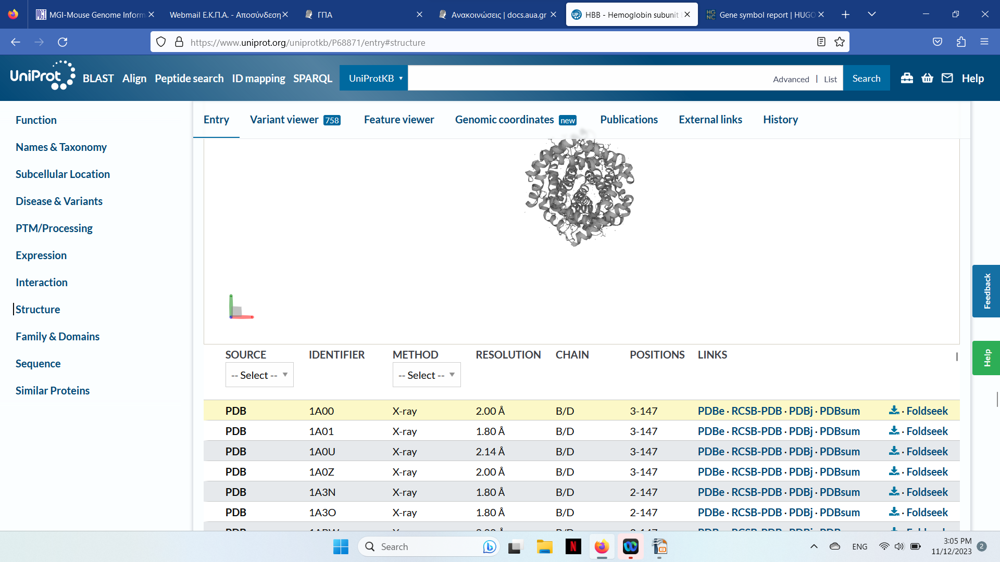 MGI-Mouse Genome Inform
Webmail Ε.Κ.Π.Α. - Αποσύνδεση
ΓΠΑ
Ανακοινώσεις | docs.aua.gr
HBB - Hemoglobin subunit
Gene symbol report | HUGO
https://www.uniprot.org/uniprotkb/P68871/entry#structure
UniProt
BLAST Align Peptide search ID mapping SPARQL
UniProtKB
Advanced | List
Search
Help
Function
Names & Taxonomy
Subcellular Location
Disease & Variants
PTM/Processing
Expression
Interaction
Structure
Family & Domains
Sequence
Similar Proteins
Entry Variant viewer 758 Feature viewer Genomic coordinates new Publications External links History
Feedback
Help
SOURCE IDENTIFIER METHOD RESOLUTION CHAIN POSITIONS LINKS
-- Select -- -- Select --
PDB 1A00 X-ray 2.00 Å B/D 3-147 PDBe · RCSB-PDB · PDBj · PDBsum · Foldseek
PDB 1A01 X-ray 1.80 Å B/D 3-147 PDBe · RCSB-PDB · PDBj · PDBsum · Foldseek
PDB 1A0U X-ray 2.14 Å B/D 3-147 PDBe · RCSB-PDB · PDBj · PDBsum · Foldseek
PDB 1A0Z X-ray 2.00 Å B/D 3-147 PDBe · RCSB-PDB · PDBj · PDBsum · Foldseek
PDB 1A3N X-ray 1.80 Å B/D 2-147 PDBe · RCSB-PDB · PDBj · PDBsum · Foldseek
PDB 1A3O X-ray 1.80 Å B/D 2-147 PDBe · RCSB-PDB · PDBj · PDBsum · Foldseek
Search
ENG
3:05 PM
11/12/2023
2